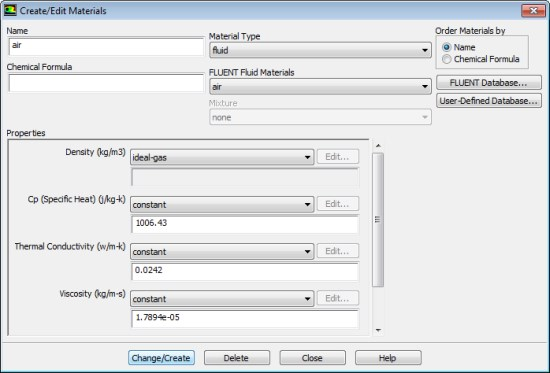 Create/Edit Materials
Name
air
Material Type
fluid
Order Materials by
Name
Chemical Formula
Chemical Formula
FLUENT Fluid Materials
air
FLUENT Database...
Mixture
none
User-Defined Database...
Properties
Density (kg/m3) ideal-gas Edit...
Cp (Specific Heat) (j/kg-k) constant Edit...
1006.43
Thermal Conductivity (w/m-k) constant Edit...
0.0242
Viscosity (kg/m-s) constant Edit...
1.7894e-05
Change/Create Delete Close Help